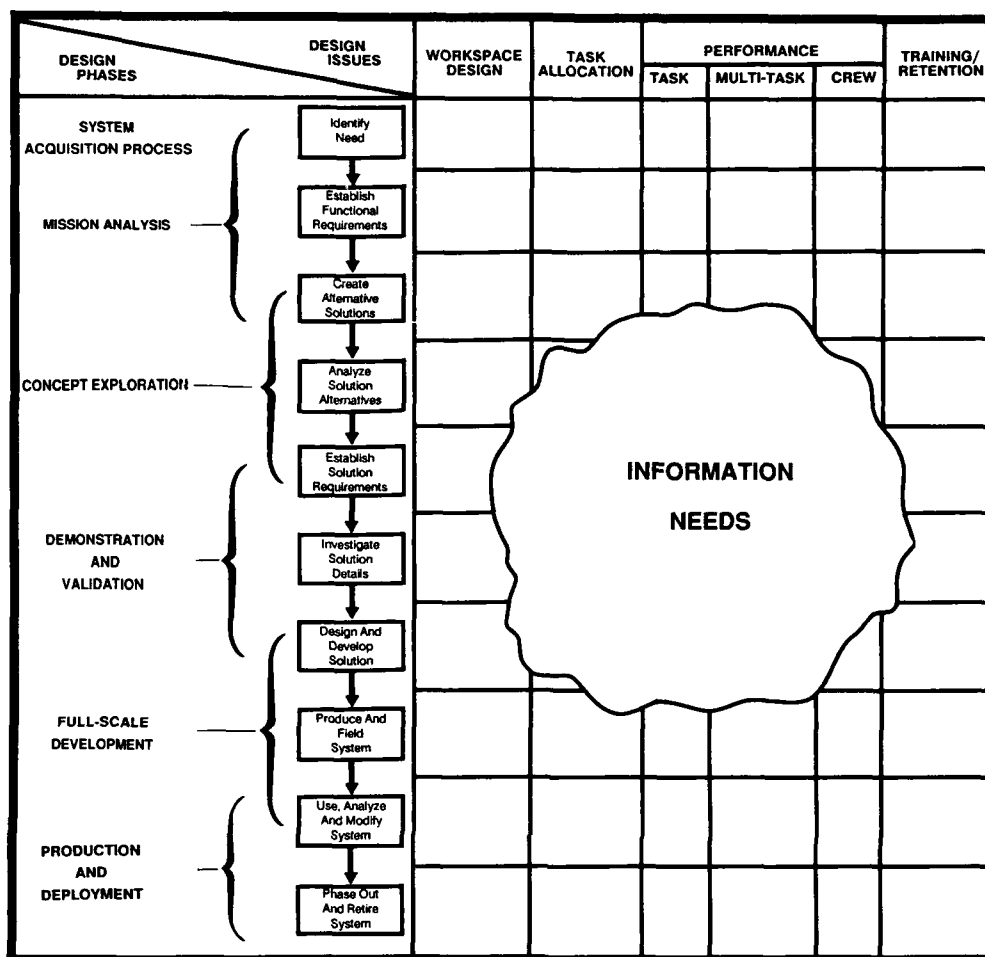 DESIGN
PHASES
DESIGN
ISSUES
WORKSPACE
DESIGN
TASK
ALLOCATION
PERFORMANCE
TASK
MULTI-TASK
CREW
TRAINING/
RETENTION
SYSTEM
ACQUISITION PROCESS
MISSION ANALYSIS
CONCEPT EXPLORATION
DEMONSTRATION
AND
VALIDATION
FULL-SCALE
DEVELOPMENT
PRODUCTION
AND
DEPLOYMENT
Identify
Need
Establish
Functional
Requirements
Create
Alternative
Solutions
Analyze
Solution
Alternatives
Establish
Solution
Requirements
Investigate
Solution
Details
Design And
Develop
Solution
Produce And
Field
System
Use, Analyze
And Modify
System
Phase Out
And Retire
System
INFORMATION
NEEDS